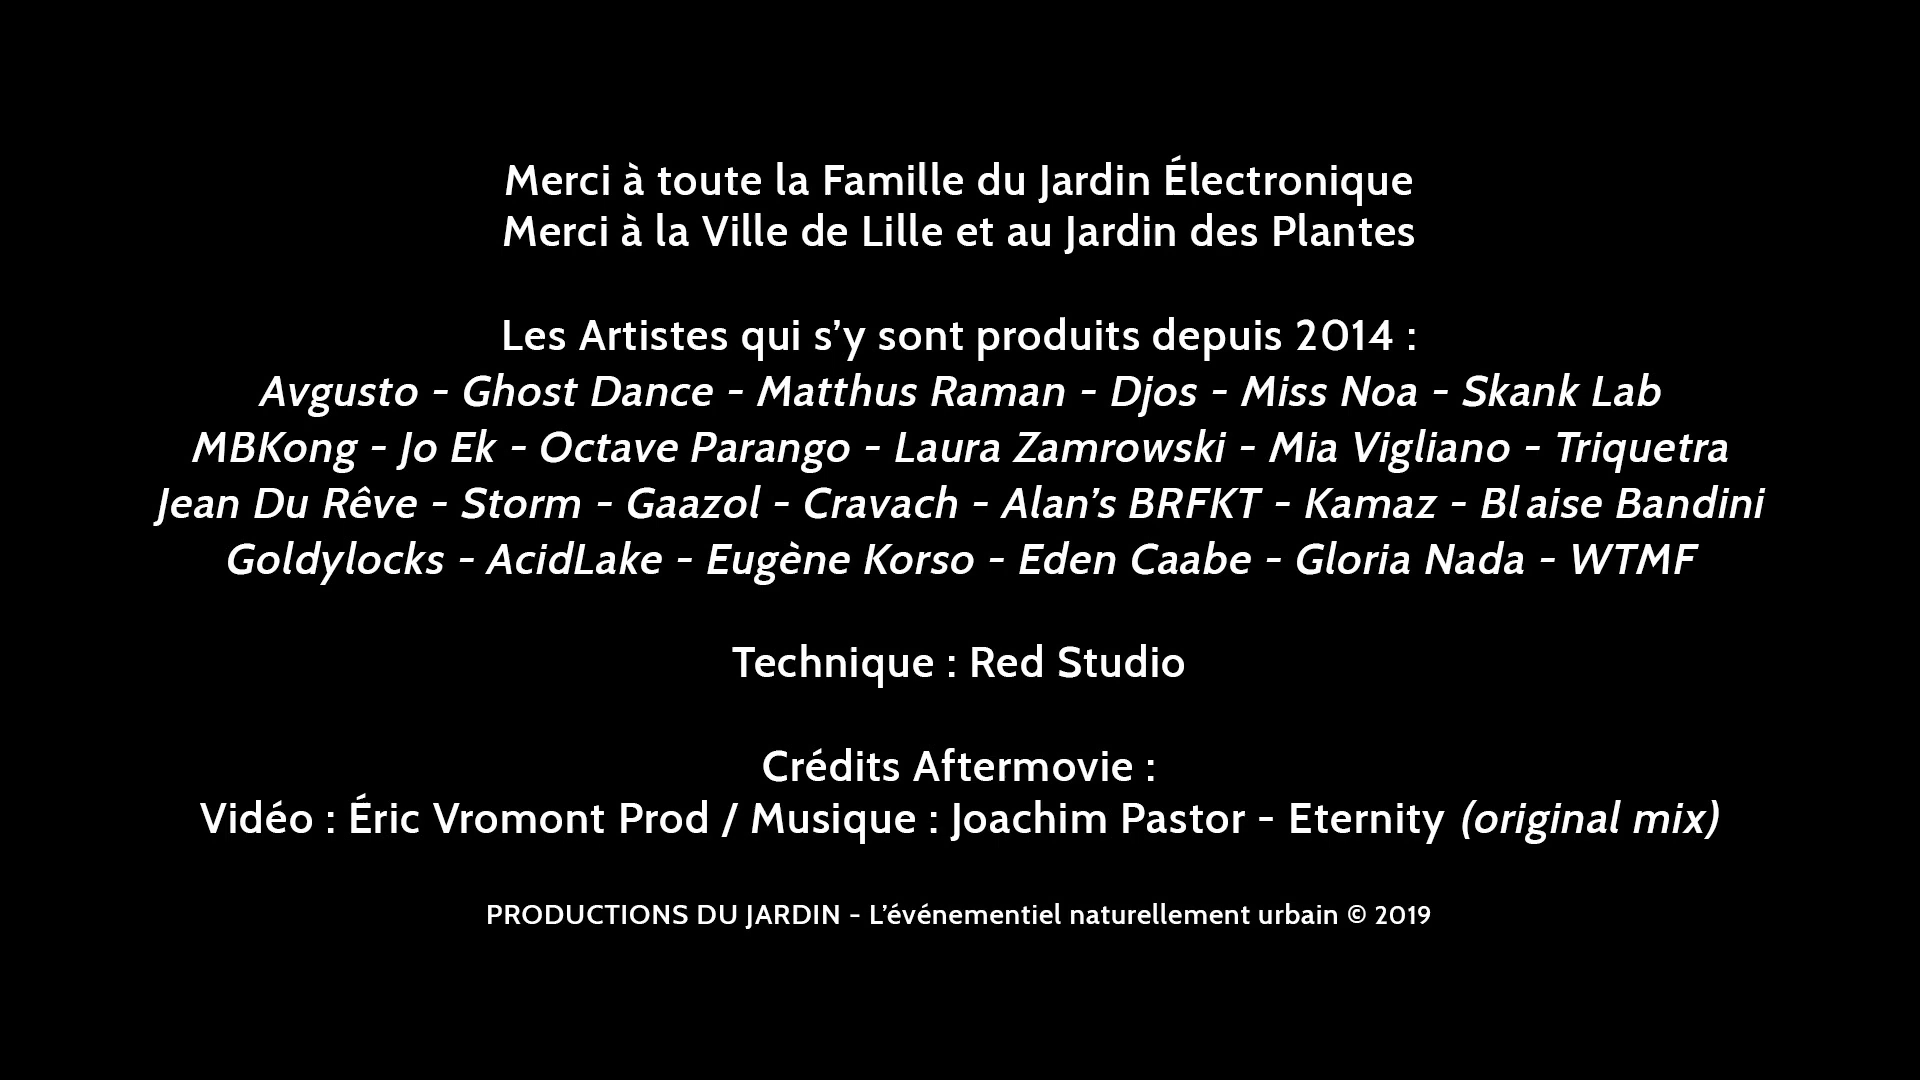 Merci à toute la Famille du Jardin Électronique
Merci à la Ville de Lille et au Jardin des Plantes
Les Artistes qui s’y sont produits depuis 2014 :
Avgusto - Ghost Dance - Matthus Raman - Djos - Miss Noa - Skank Lab
MBKong - Jo Ek - Octave Parango - Laura Zamrowski - Mia Vigliano - Triquetra
Jean Du Rêve - Storm - Gaazol - Cravach - Alan’s BRFKT - Kamaz - Blaise Bandini
Goldylocks - AcidLake - Eugène Korso - Eden Caabe - Gloria Nada - WTMF
Technique : Red Studio
Crédits Aftermovie :
Vidéo : Éric Vromont Prod / Musique : Joachim Pastor - Eternity (original mix)
PRODUCTIONS DU JARDIN - L’événementiel naturellement urbain © 2019